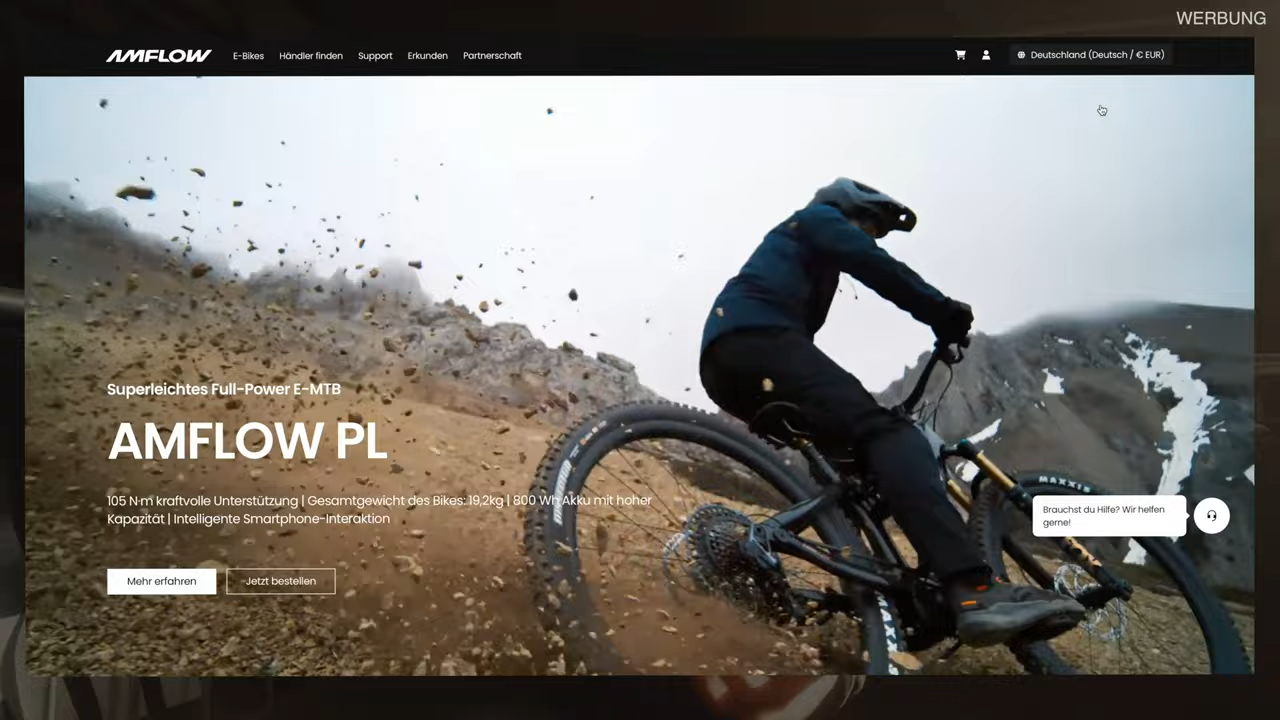 WERBUNG
AMFLOW
E-Bikes Händler finden Support Erkunden Partnerschaft
Deutschland (Deutsch / € EUR)
Superleichtes Full-Power E-MTB
AMFLOW PL
105 N·m kraftvolle Unterstützung | Gesamtgewicht des Bikes: 19,2kg | 800 Wh Akku mit hoher
Kapazität | Intelligente Smartphone-Interaktion
MAXXIS
Brauchst du Hilfe? Wir helfen
gerne!
Mehr erfahren
Jetzt bestellen
MAXXIS